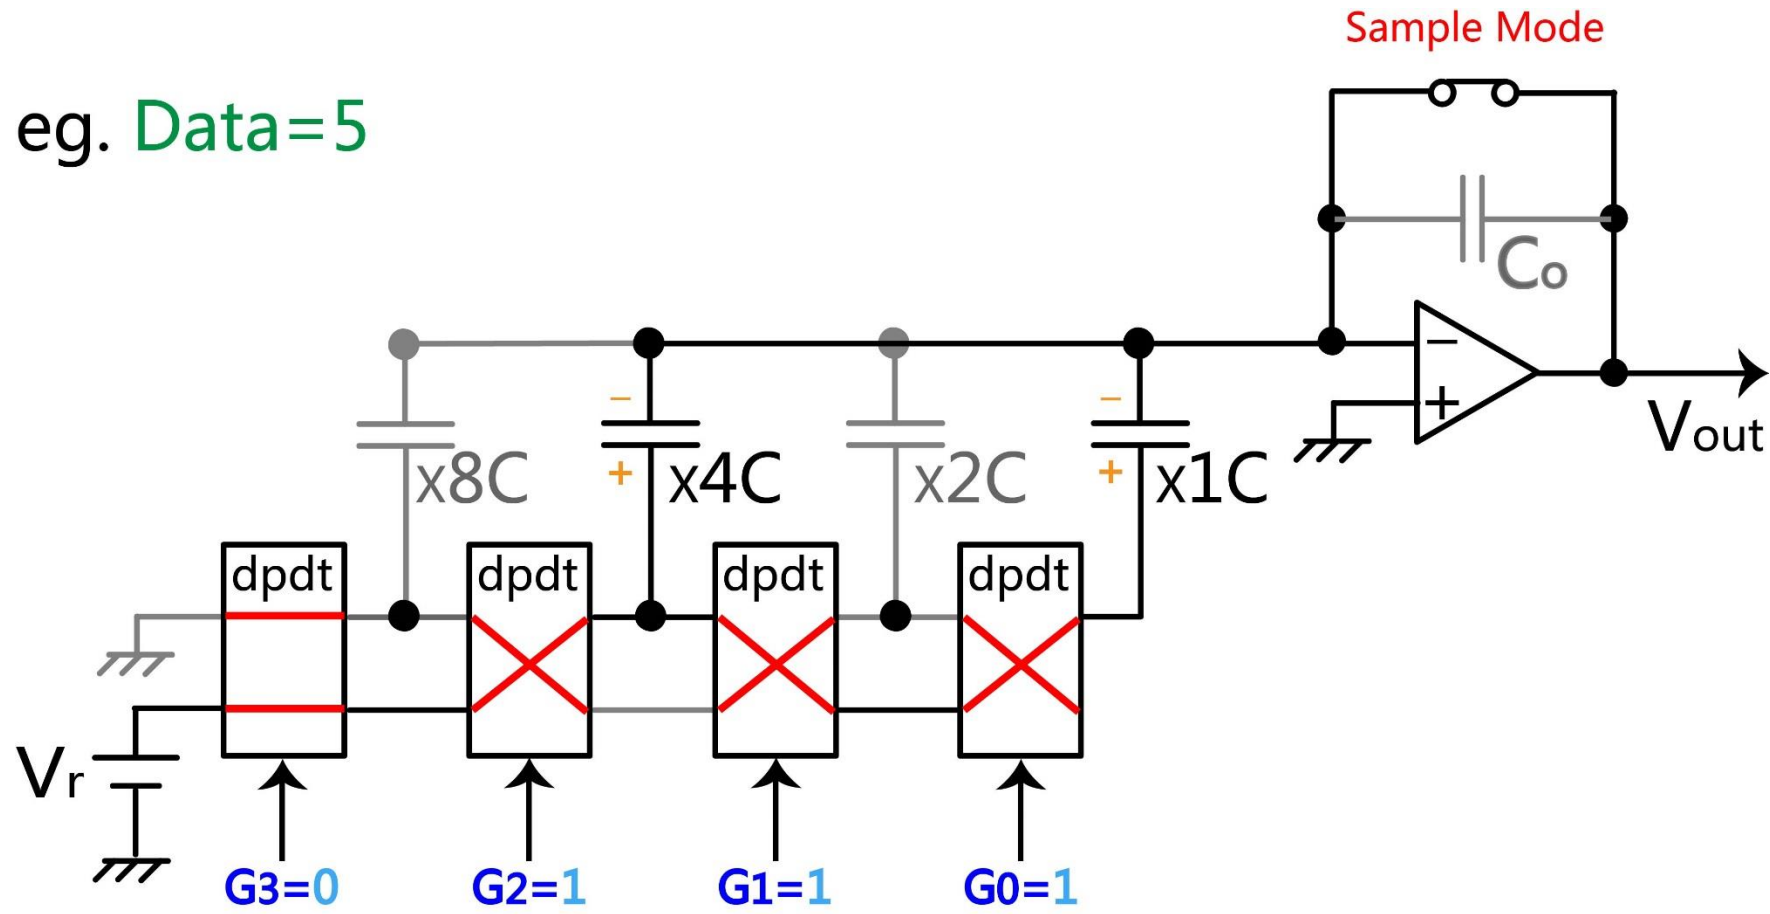 Sample Mode
eg. Data=5
Co
−
+
Vout
− −
+ x8C + x4C x2C + x1C
dpdt dpdt dpdt dpdt
Vr
G3=0 G2=1 G1=1 G0=1